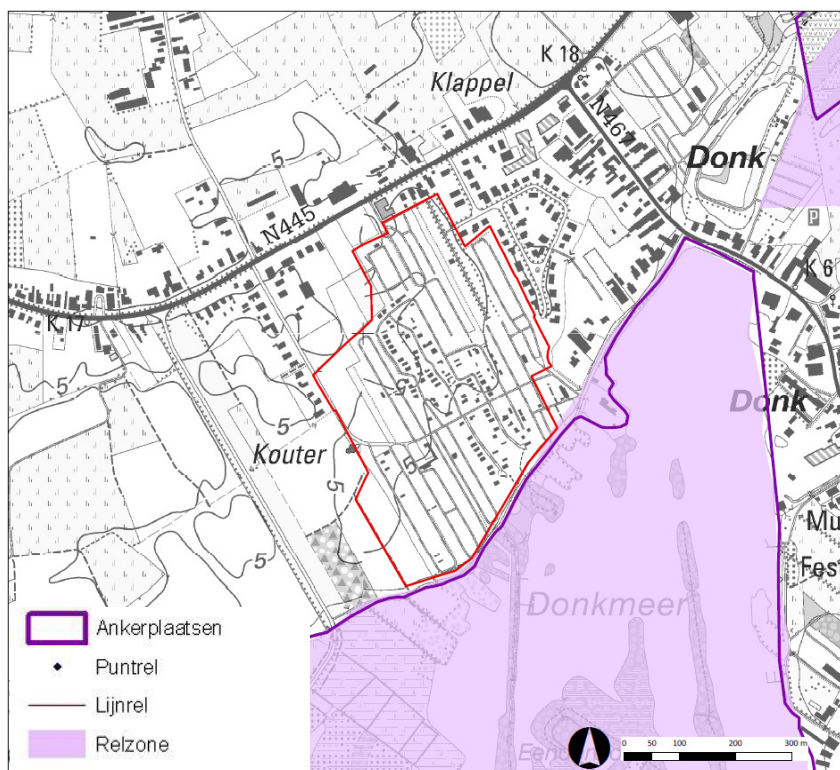 K 18
Klappel
N467
Donk
5
N445
P
K 6
K 17
5
5
Donk
Kouter
5
5
5
Mu
Fest
Donkmeer
Ankerplaatsen
Puntrel
Lijnrel
Relzone
0 50 100 200 300 m